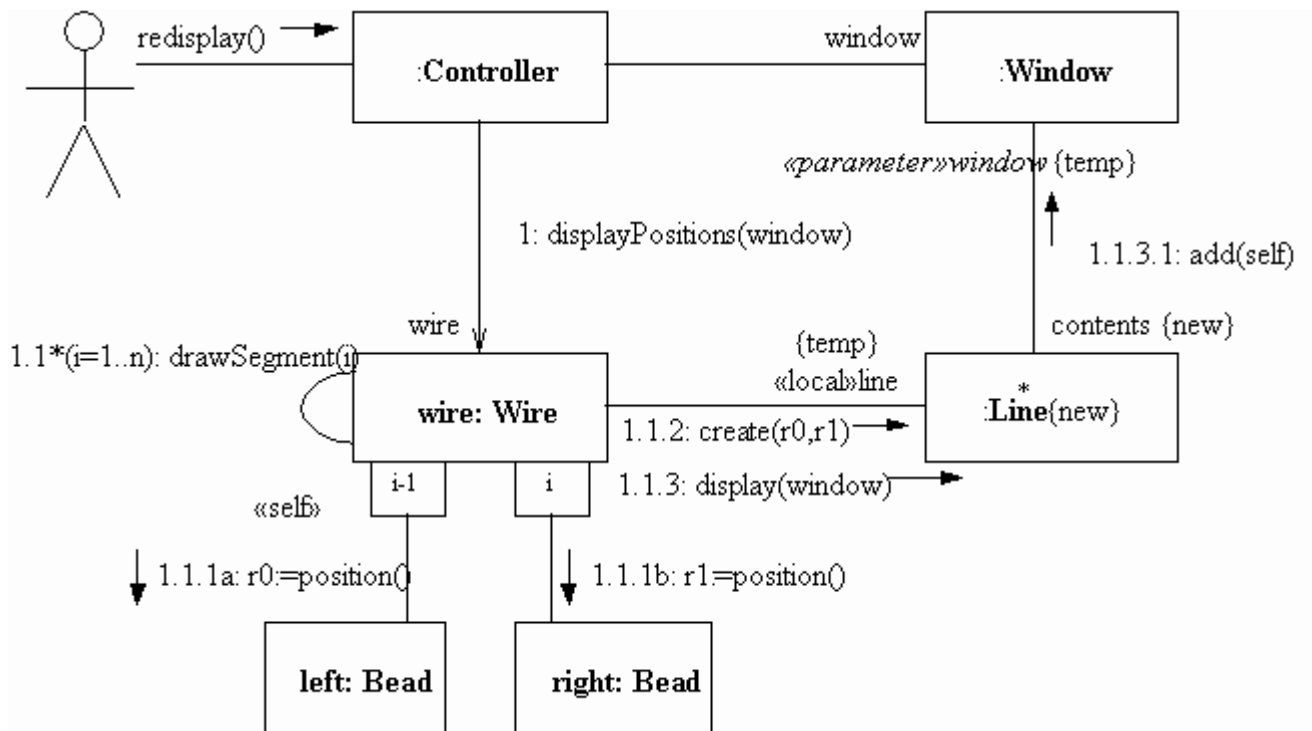 redisplay()
:Controller
window
:Window
«parameter»window {temp}
1: displayPositions(window)
1.1.3.1: add(self)
wire
contents {new}
1.1*(i=1..n): drawSegment(i)
{temp}
«local»line
wire: Wire
*
:Line{new}
1.1.2: create(r0,r1)
i-1
i
1.1.3: display(window)
«self»
1.1.1a: r0:=position()
1.1.1b: r1:=position()
left: Bead
right: Bead